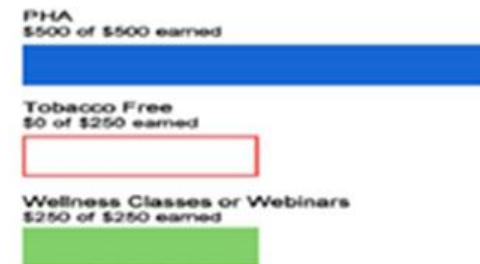 PHA
$500 of $500 earned
Tobacco Free
$0 of $250 earned
Wellness Classes or Webinars
$250 of $250 earned